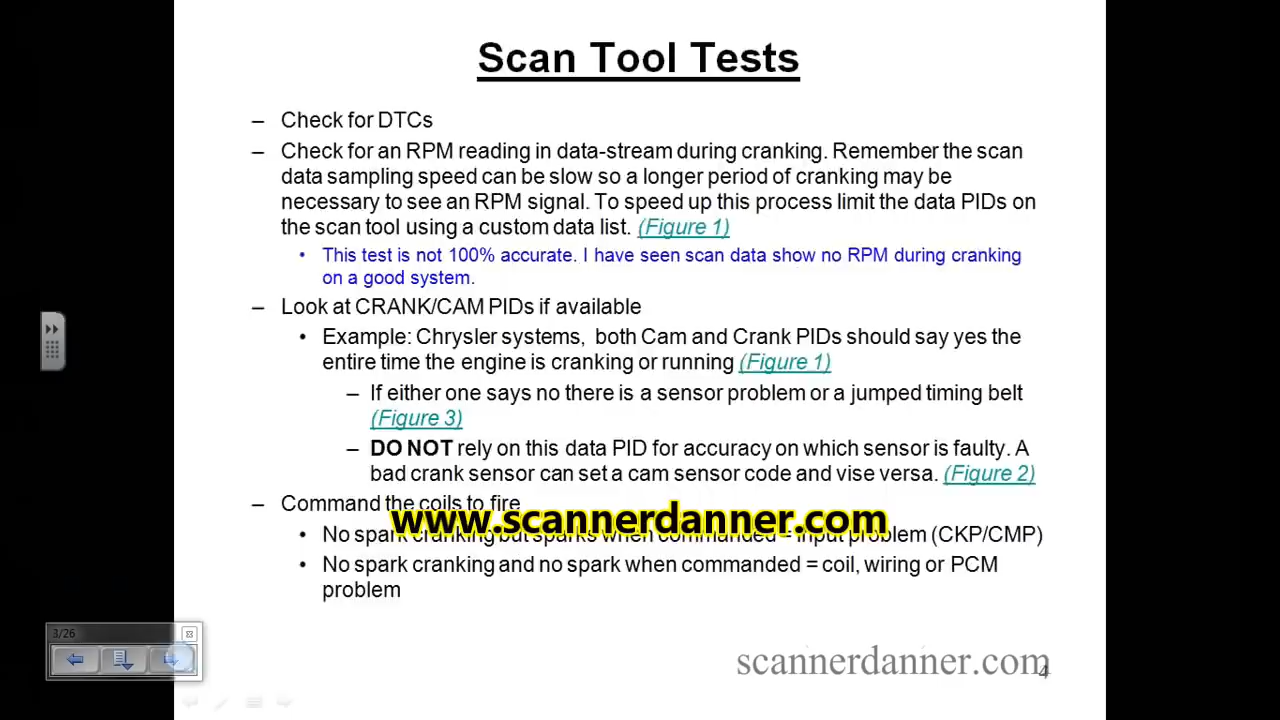 Scan Tool Tests
– Check for DTCs
– Check for an RPM reading in data-stream during cranking. Remember the scan
data sampling speed can be slow so a longer period of cranking may be
necessary to see an RPM signal. To speed up this process limit the data PIDs on
the scan tool using a custom data list. (Figure 1)
• This test is not 100% accurate. I have seen scan data show no RPM during cranking
on a good system.
– Look at CRANK/CAM PIDs if available
• Example: Chrysler systems, both Cam and Crank PIDs should say yes the
entire time the engine is cranking or running (Figure 1)
– If either one says no there is a sensor problem or a jumped timing belt
(Figure 3)
– DO NOT rely on this data PID for accuracy on which sensor is faulty. A
bad crank sensor can set a cam sensor code and vise versa. (Figure 2)
– Command the coils to fire
www.scannerdanner.com
• No spark cranking but sparks when commanded = input problem (CKP/CMP)
• No spark cranking and no spark when commanded = coil, wiring or PCM
problem
3/26
scannerdanner.com
4